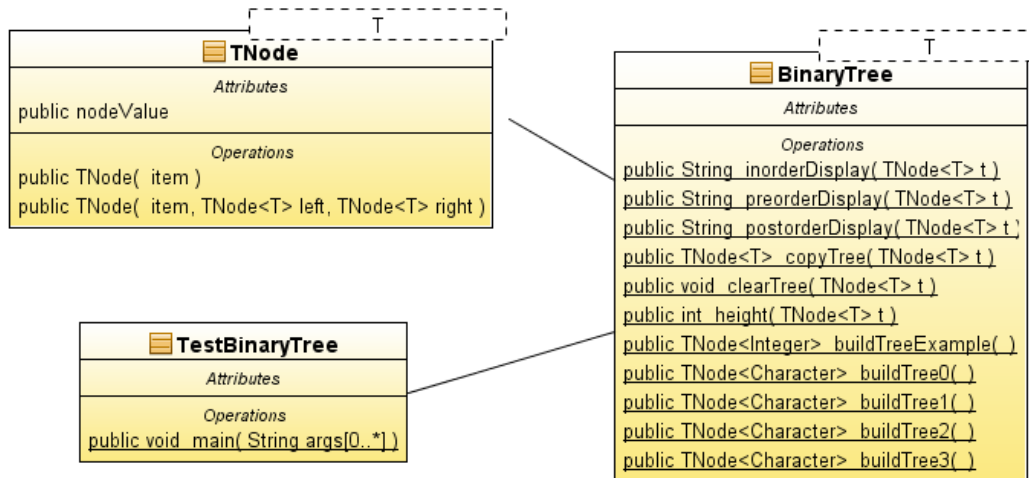 T
TNode
Attributes
public nodeValue
Operations
public TNode( item )
public TNode( item, TNode<T> left, TNode<T> right )
T
BinaryTree
Attributes
Operations
public String inorderDisplay( TNode<T> t )
public String preorderDisplay( TNode<T> t )
public String postorderDisplay( TNode<T> t )
public TNode<T> copyTree( TNode<T> t )
public void clearTree( TNode<T> t )
public int height( TNode<T> t )
public TNode<Integer> buildTreeExample( )
public TNode<Character> buildTree0( )
public TNode<Character> buildTree1( )
public TNode<Character> buildTree2( )
public TNode<Character> buildTree3( )
TestBinaryTree
Attributes
Operations
public void main( String args[0..*] )